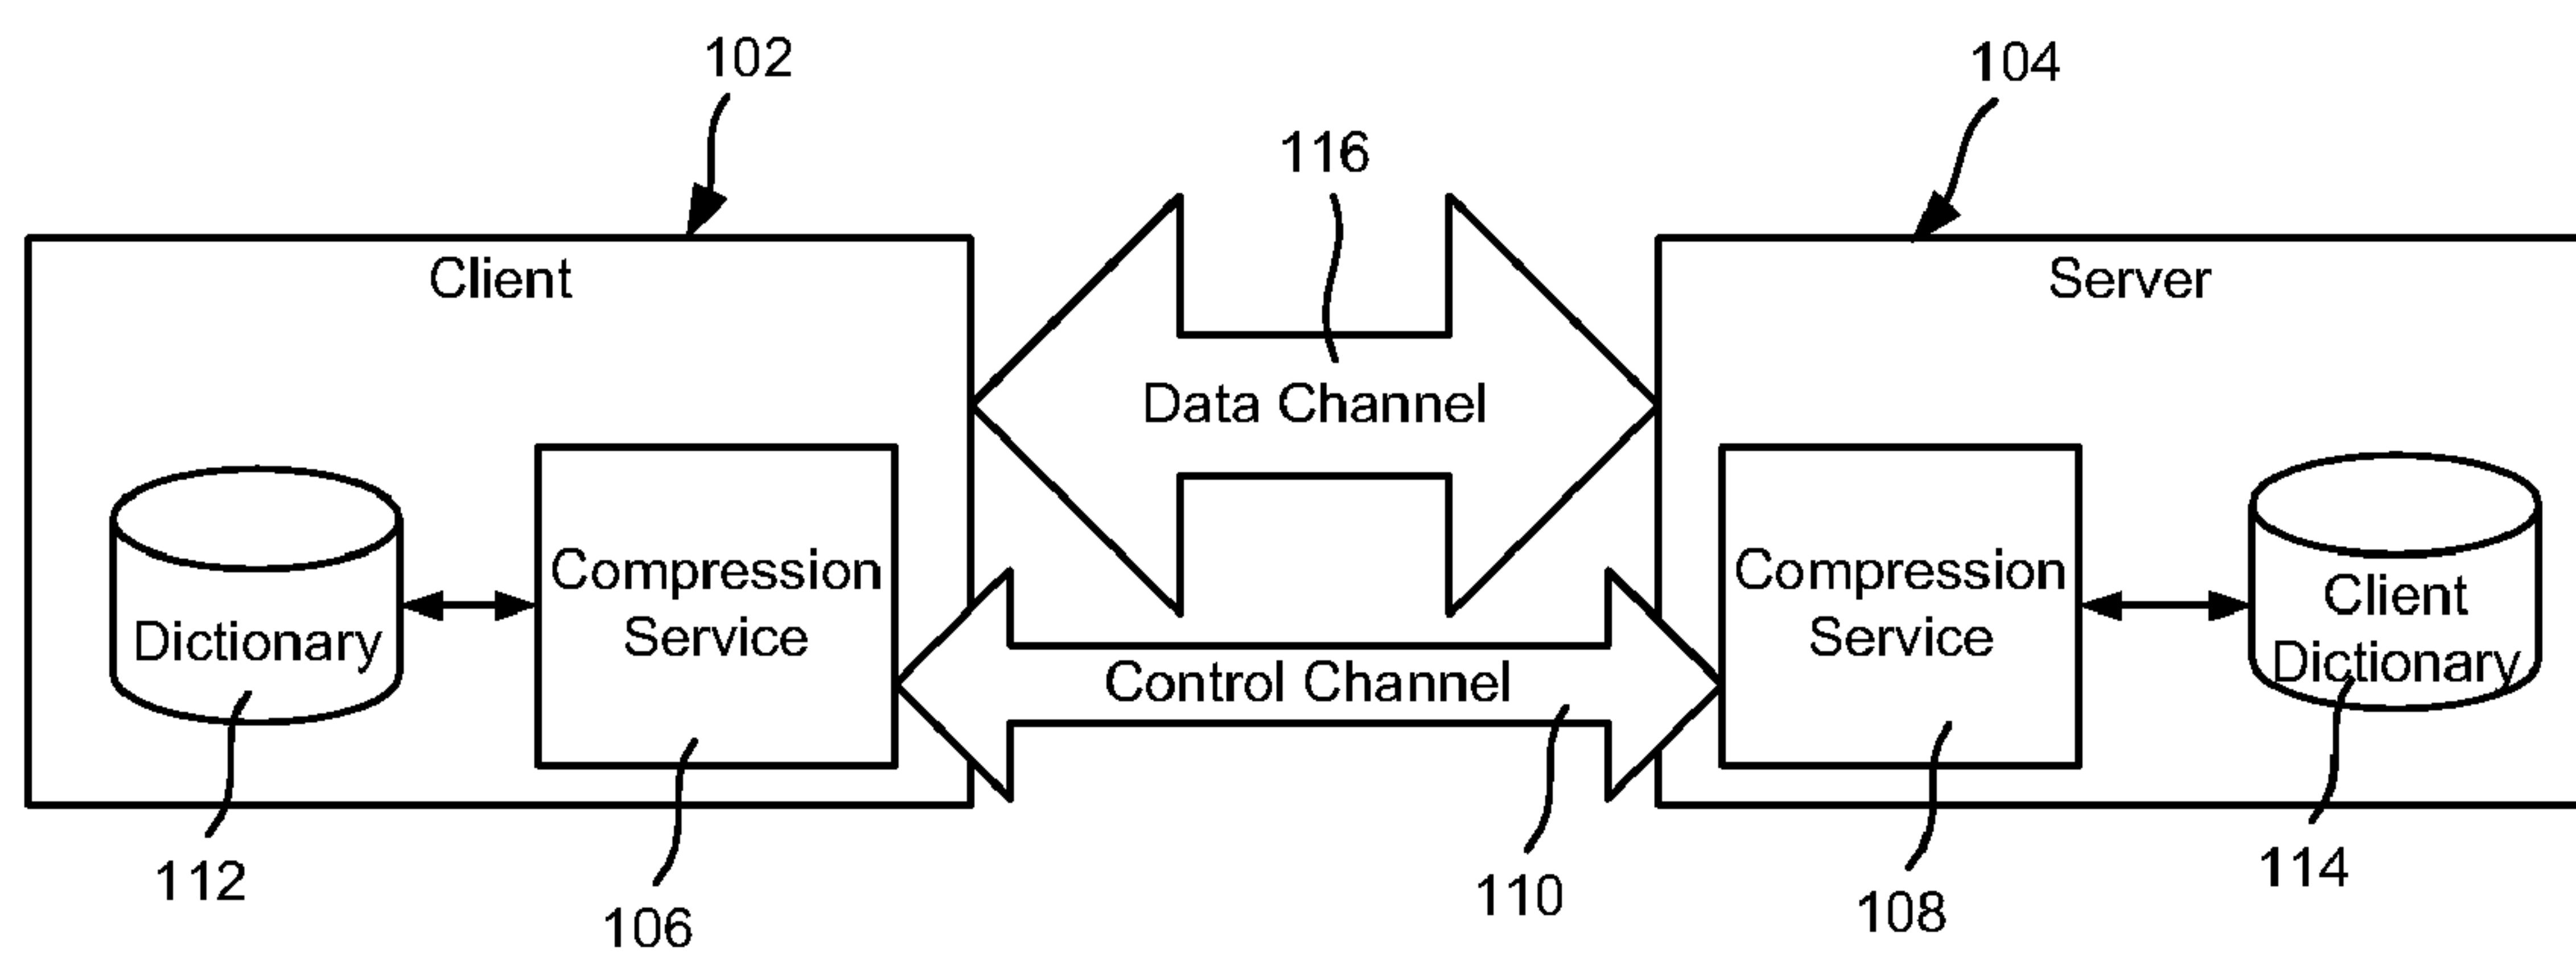 102
104
116
Client
Server
Data Channel
Compression
Service
Compression
Service
Client
Dictionary
Dictionary
Control Channel
112
106
110
108
114